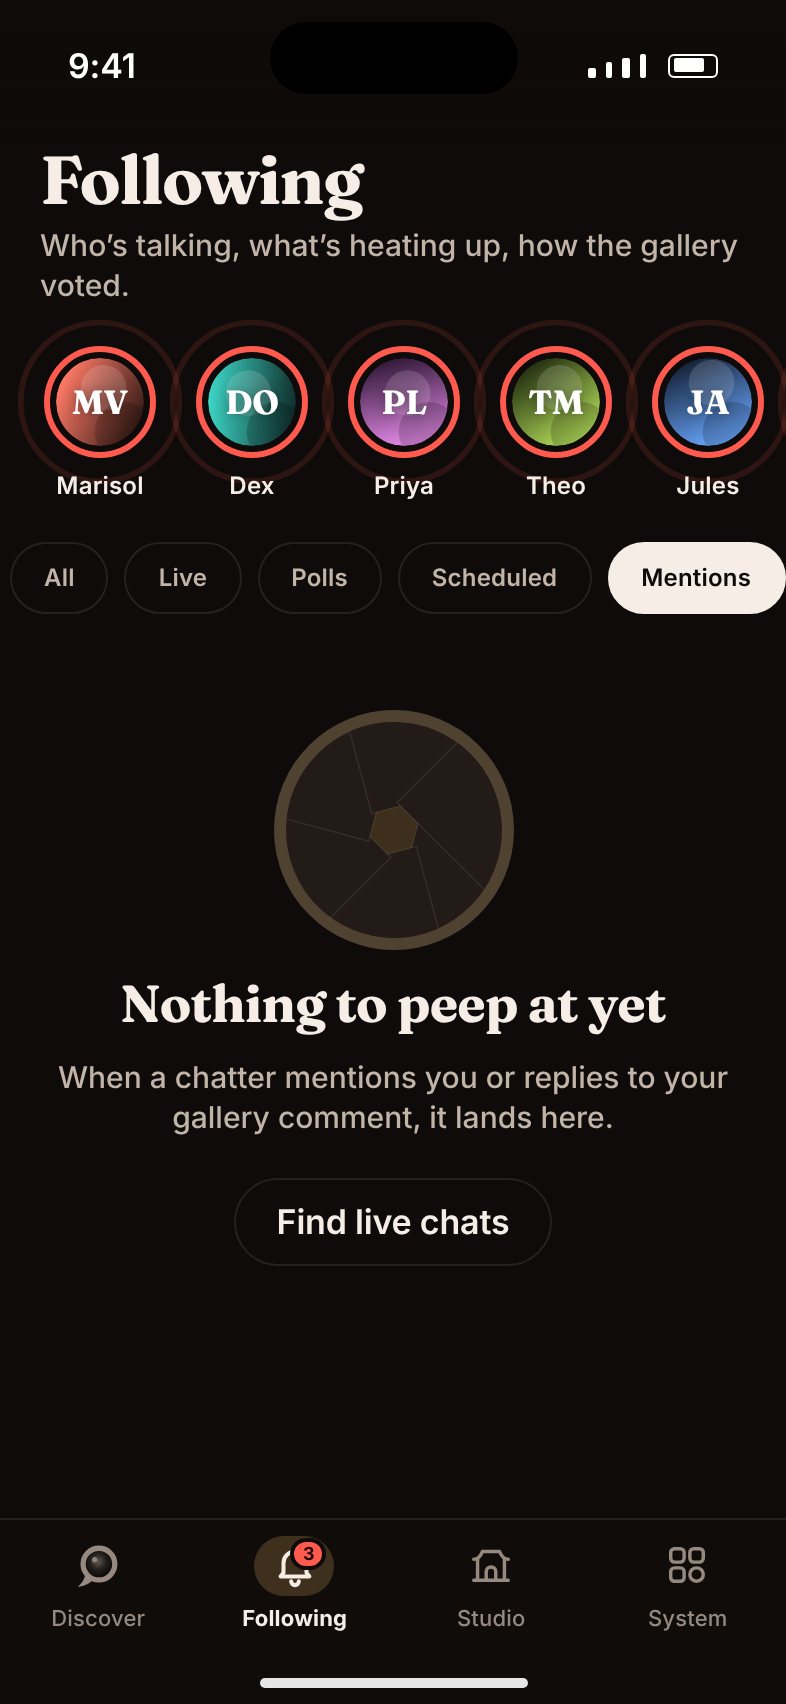 9:41
Following
Who’s talking, what’s heating up, how the gallery
voted.
MV DO PL TM JA
Marisol Dex Priya Theo Jules
All Live Polls Scheduled Mentions
Nothing to peep at yet
When a chatter mentions you or replies to your
gallery comment, it lands here.
Find live chats
3
Discover Following Studio System